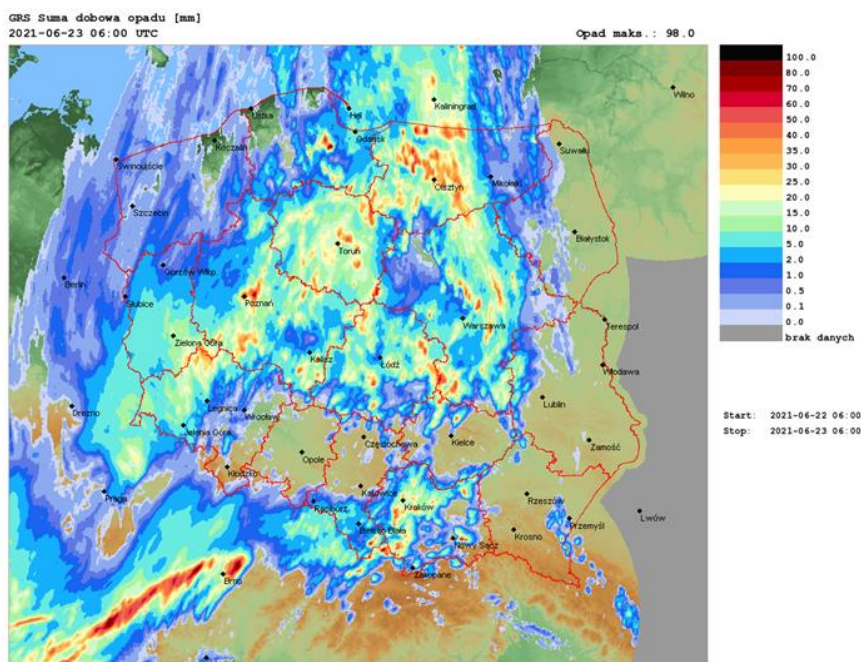 GRS Suma dobowa opadu [mm]
2021-06-23 06:00 UTC
Opad maks.: 98.0
100.0
80.0
70.0
60.0
50.0
40.0
35.0
30.0
25.0
20.0
15.0
10.0
5.0
2.0
1.0
0.5
0.1
0.0
brak danych
Start: 2021-06-22 06:00
Stop: 2021-06-23 06:00
Wilno
Kaliningrad
Ustka
Hel
Gdańsk
Koszalin
Suwałki
Świnoujście
Olsztyn
Mikołajki
Szczecin
Białystok
Toruń
Gorzów Wlkp.
Berlin
Słubice
Poznań
Warszawa
Terespol
Zielona Góra
Kalisz
Łódź
Włodawa
Drezno
Legnica
Wrocław
Lublin
Jelenia Góra
Częstochowa
Kielce
Zamość
Opole
Kłodzko
Praga
Katowice
Racibórz
Kraków
Rzeszów
Lwów
Przemyśl
Bielsko Biała
Nowy Sącz
Krosno
Zakopane
Brno